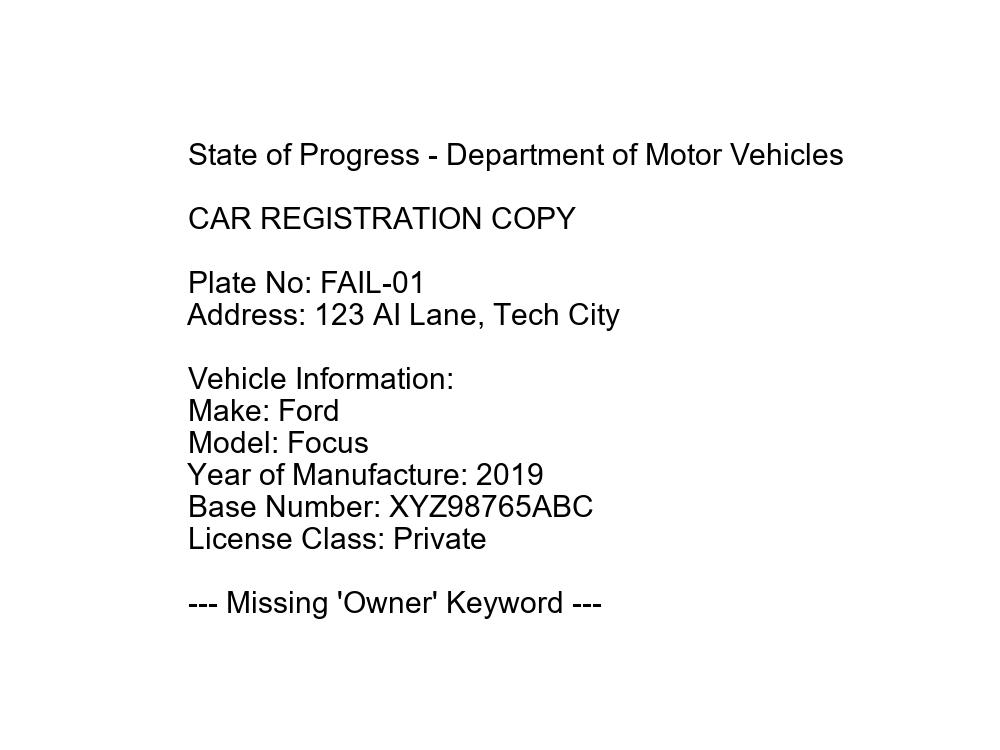 State of Progress - Department of Motor Vehicles
CAR REGISTRATION COPY
Plate No: FAIL-01
Address: 123 AI Lane, Tech City
Vehicle Information:
Make: Ford
Model: Focus
Year of Manufacture: 2019
Base Number: XYZ98765ABC
License Class: Private
--- Missing 'Owner' Keyword ---